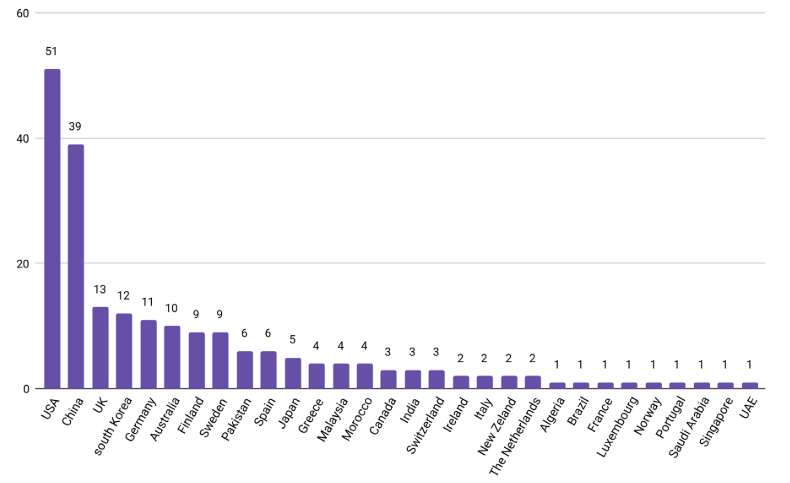 60
51
40
39
20
13
12
11
10
9
9
6
6
5
4
4
4
3
3
3
2
2
2
2
1
1
1
1
1
1
1
1
1
0
USA
China
UK
south Korea
Germany
Australia
Finland
Sweden
Pakistan
Spain
Japan
Greece
Malaysia
Morocco
Canada
India
Switzerland
Ireland
Italy
New Zeland
The Netherlands
Algeria
Brazil
France
Luxembourg
Norway
Portugal
Saudi Arabia
Singapore
UAE